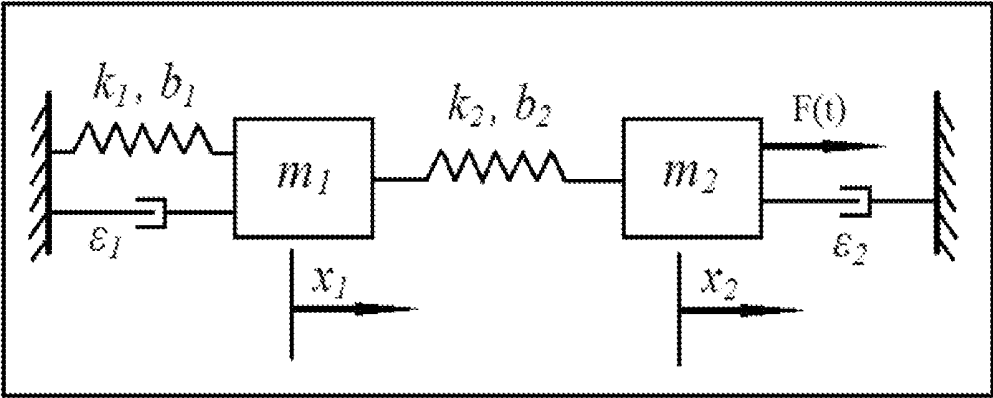 k₁, b₁
k₂, b₂
F(t)
m₁
m₂
ε₁
ε₂
x₁
x₂